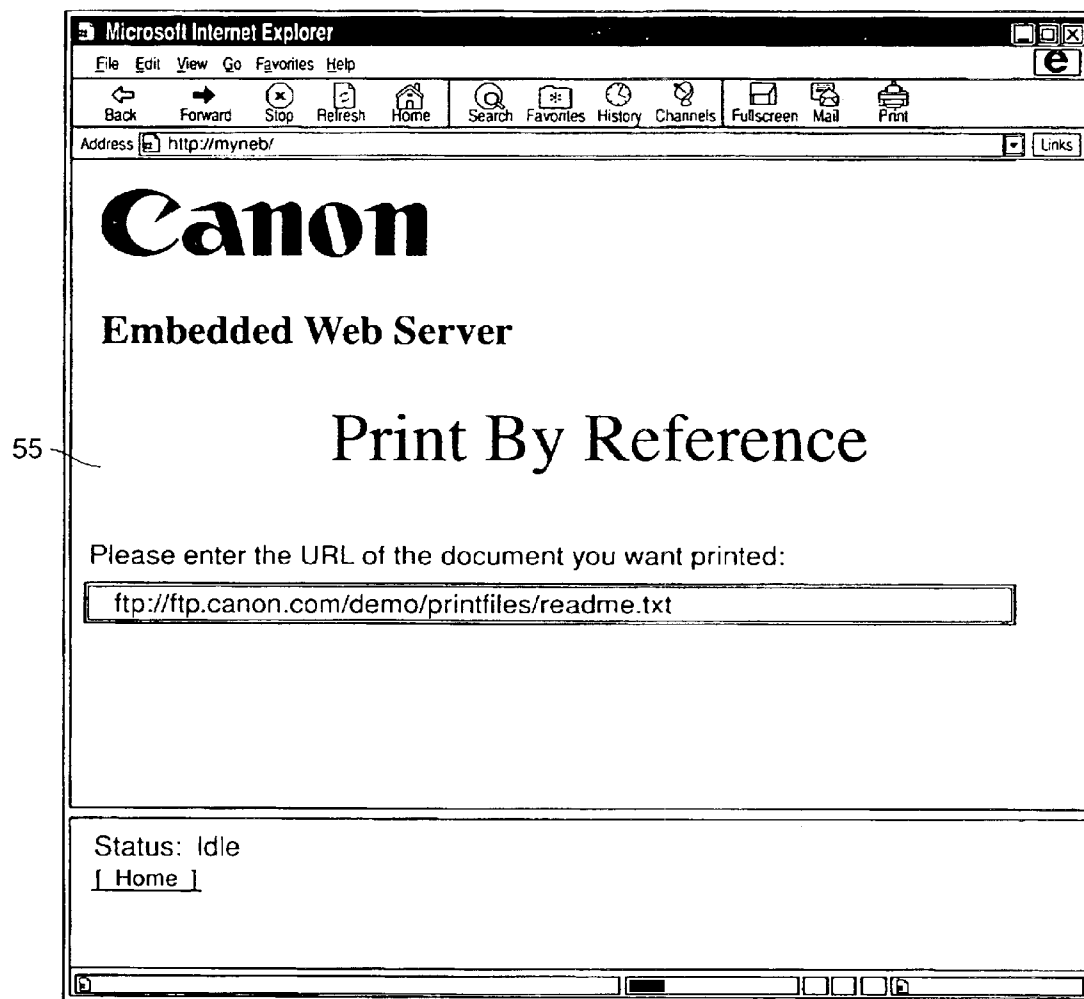 Microsoft Internet Explorer
File Edit View Go Favorites Help
e
Back Forward Stop Refresh Home Search Favorites History Channels Fullscreen Mail Print
Address http://myneb/ Links
Canon
Embedded Web Server
Print By Reference
55
Please enter the URL of the document you want printed:
ftp://ftp.canon.com/demo/printfiles/readme.txt
Status: Idle
[ Home ]